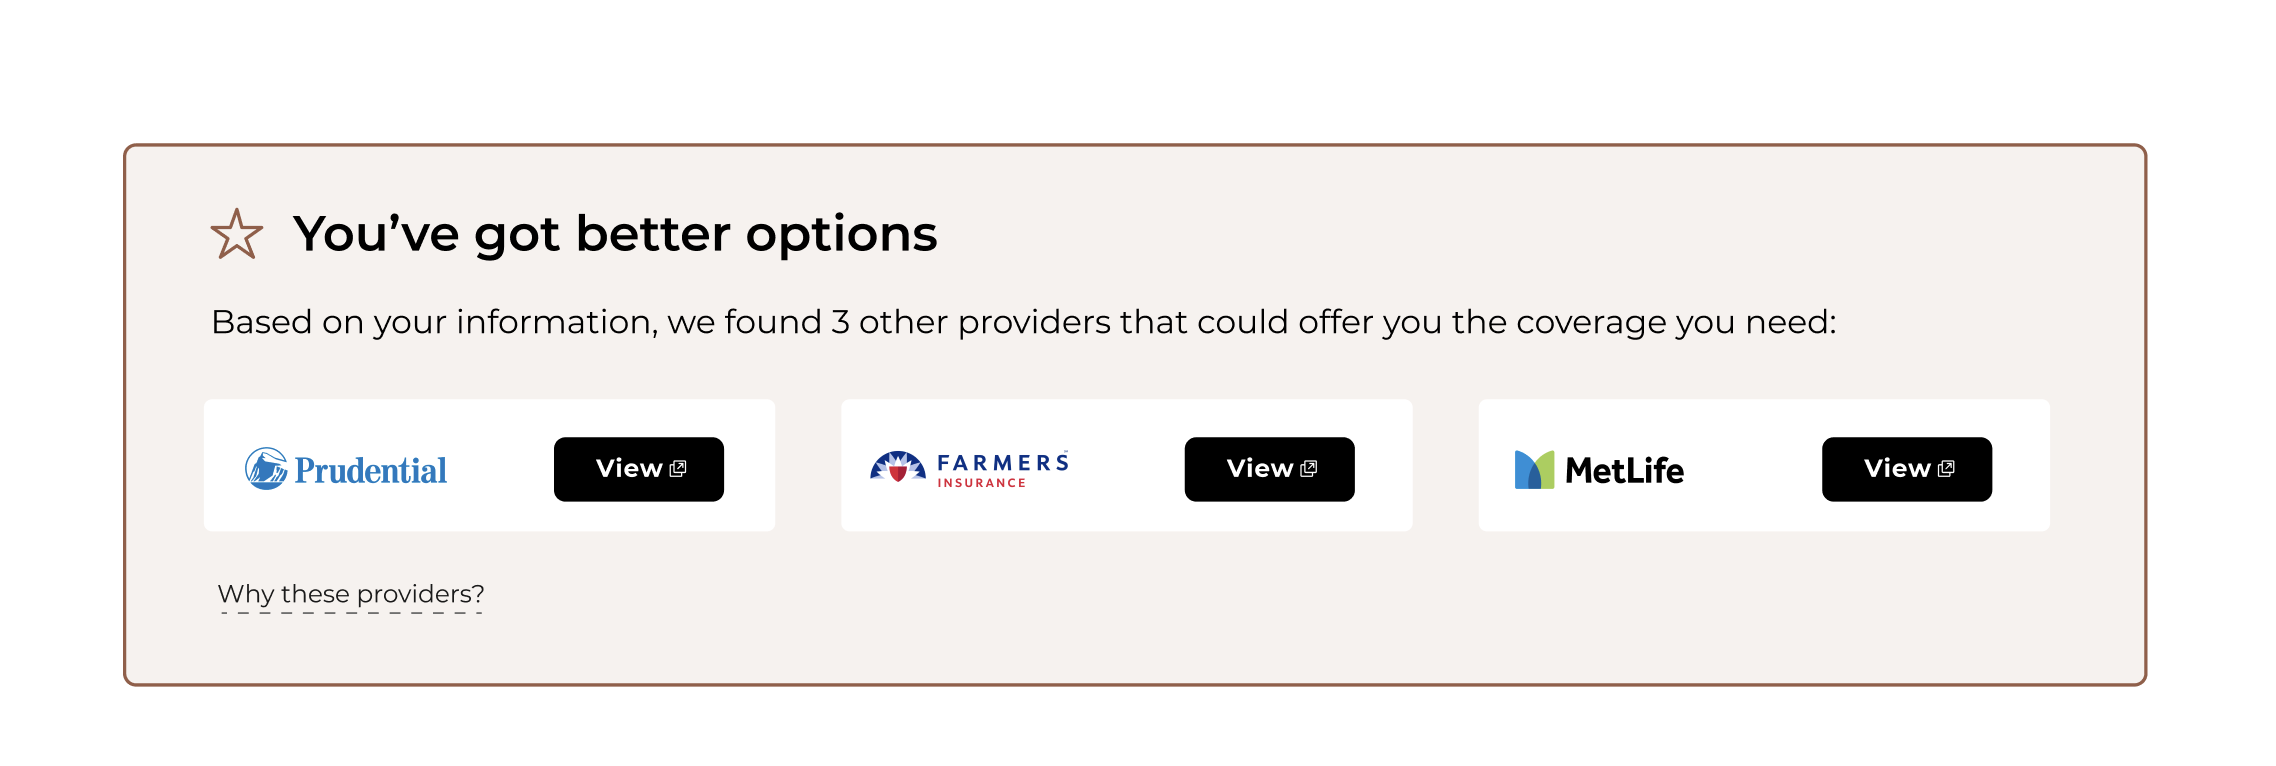 You’ve got better options
Based on your information, we found 3 other providers that could offer you the coverage you need:
Prudential View FARMERS View MetLife View
INSURANCE
Why these providers?